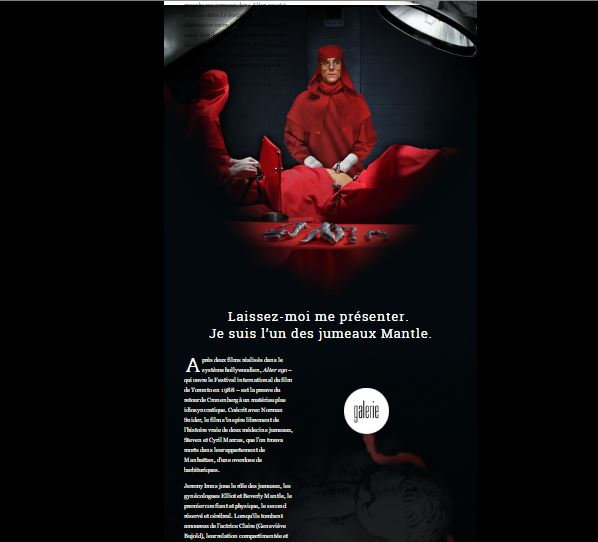 Laissez-moi me présenter.
Je suis l'un des jumeaux Mantle.
Après deux films réalisés dans le
système hollywoodien, Alter ego –
qui ouvre le Festival international du film
de Toronto en 1988 – est la preuve du
retour de Cronenberg à un matériau plus
idiosyncratique. Coécrit avec Norman
Snider, le film s'inspire librement de
l'histoire vraie de deux médecins jumeaux,
Steven et Cyril Marcus, que l'on trouva
morts dans leur appartement de
Manhattan, d'une overdose de
barbituriques.
galerie
Jeremy Irons joue le rôle des jumeaux, les
gynécologues Elliot et Beverly Mantle, le
premier confiant et physique, le second
réservé et cérébral. Lorsqu'ils tombent
amoureux de l'actrice Claire (Geneviève
Bujold), leur relation compartimentée et